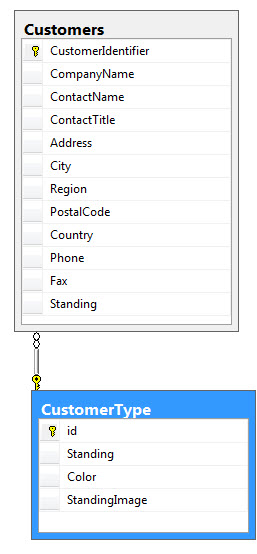 Customers
CustomerIdentifier
CompanyName
ContactName
ContactTitle
Address
City
Region
PostalCode
Country
Phone
Fax
Standing
CustomerType
id
Standing
Color
StandingImage